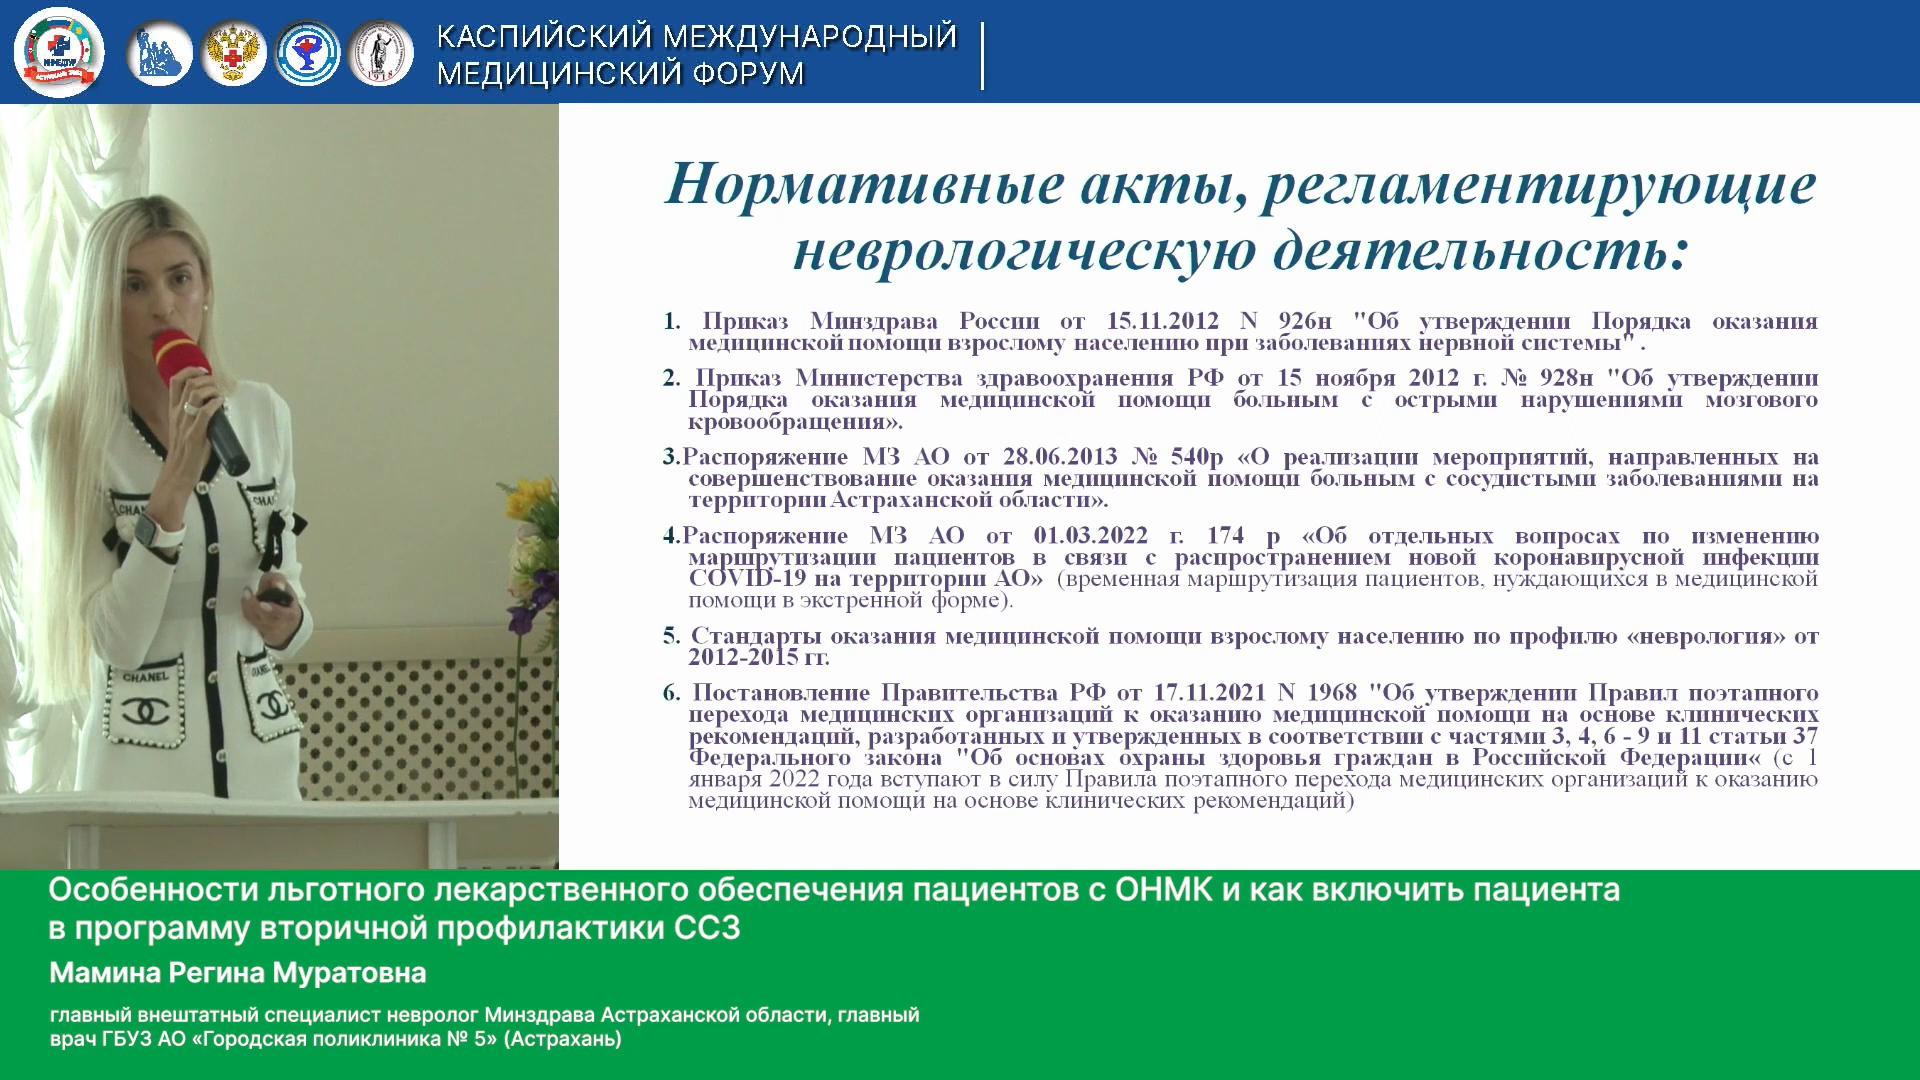 КАСПИЙСКИЙ МЕЖДУНАРОДНЫЙ
МЕДИЦИНСКИЙ ФОРУМ
1918
Нормативные акты, регламентирующие
неврологическую деятельность:
1. Приказ Минздрава России от 15.11.2012 N 926н "Об утверждении Порядка оказания
медицинской помощи взрослому населению при заболеваниях нервной системы" .
2. Приказ Министерства здравоохранения РФ от 15 ноября 2012 г. № 928н "Об утверждении
Порядка оказания медицинской помощи больным с острыми нарушениями мозгового
кровообращения».
3.Распоряжение МЗ АО от 28.06.2013 № 540р «О реализации мероприятий, направленных на
совершенствование оказания медицинской помощи больным с сосудистыми заболеваниями на
территории Астраханской области».
4.Распоряжение МЗ АО от 01.03.2022 г. 174 р «Об отдельных вопросах по изменению
маршрутизации пациентов в связи с распространением новой коронавирусной инфекции
COVID-19 на территории АО» (временная маршрутизация пациентов, нуждающихся в медицинской
помощи в экстренной форме).
5. Стандарты оказания медицинской помощи взрослому населению по профилю «неврология» от
2012-2015 гг.
6. Постановление Правительства РФ от 17.11.2021 N 1968 "Об утверждении Правил поэтапного
перехода медицинских организаций к оказанию медицинской помощи на основе клинических
рекомендаций, разработанных и утвержденных в соответствии с частями 3, 4, 6 - 9 и 11 статьи 37
Федерального закона "Об основах охраны здоровья граждан в Российской Федерации« (с 1
января 2022 года вступают в силу Правила поэтапного перехода медицинских организаций к оказанию
медицинской помощи на основе клинических рекомендаций)
CHANEL
Особенности льготного лекарственного обеспечения пациентов с ОНМК и как включить пациента
в программу вторичной профилактики ССЗ
Мамина Регина Муратовна
главный внештатный специалист невролог Минздрава Астраханской области, главный
врач ГБУЗ АО «Городская поликлиника № 5» (Астрахань)